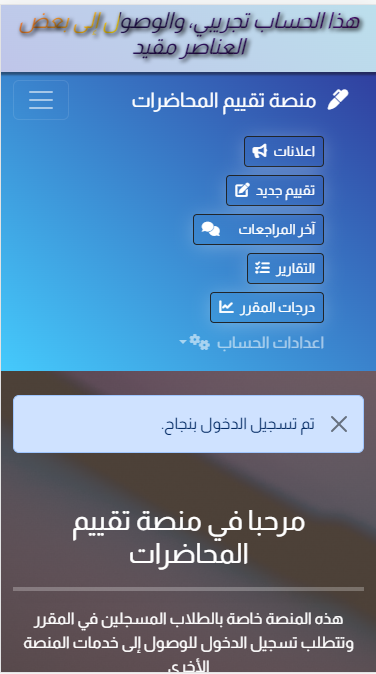 هذا الحساب تجريبي، والوصول إلى بعض
العناصر مقيد
منصة تقييم المحاضرات
اعلانات
تقييم جديد
آخر المراجعات
التقارير
درجات المقرر
اعدادات الحساب
تم تسجيل الدخول بنجاح.
مرحبا في منصة تقييم
المحاضرات
هذه المنصة خاصة بالطلاب المسجلين في المقرر
وتتطلب تسجيل الدخول للوصول إلى خدمات المنصة
الأخرى